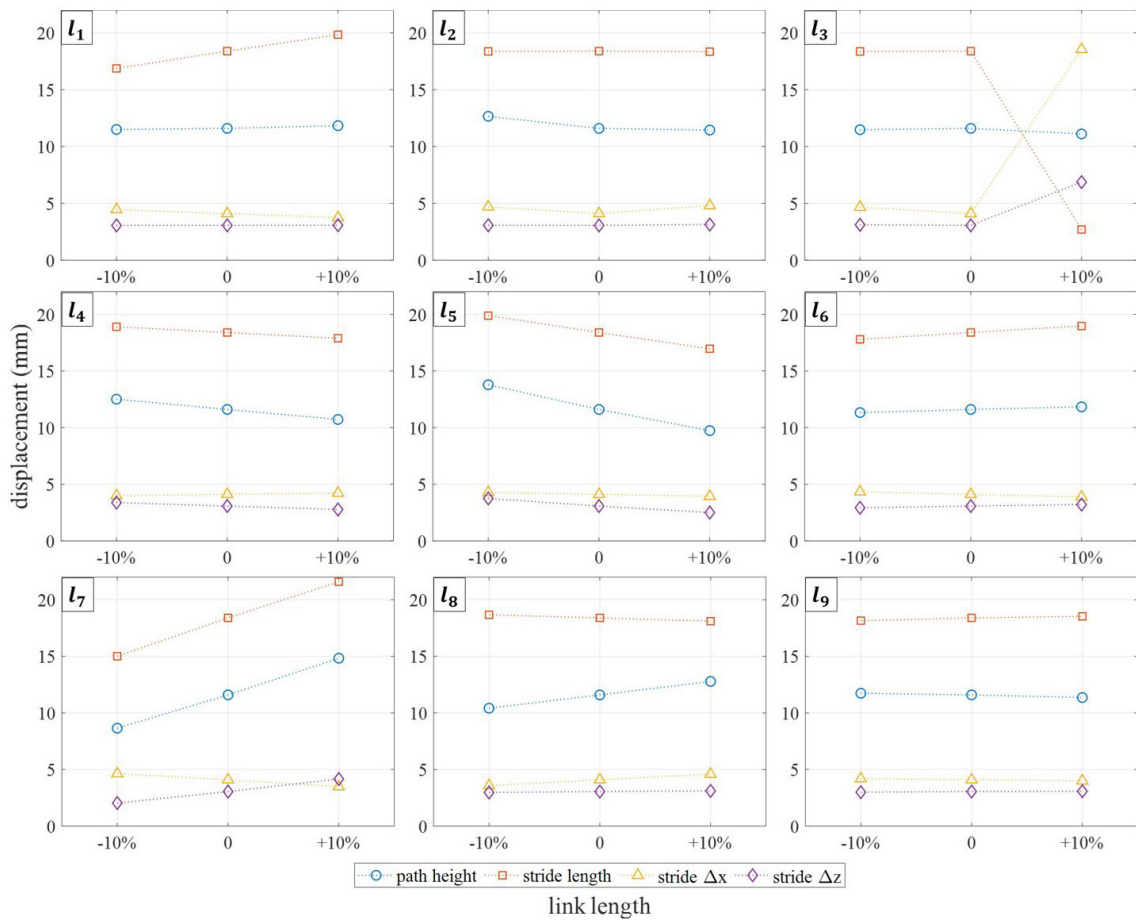 l₁ l₂ l₃
20 20 20
15 15 15
10 10 10
5 5 5
0 0 0
-10% 0 +10% -10% 0 +10% -10% 0 +10%
l₄ l₅ l₆
20 20 20
15 15 15
10 10 10
5 5 5
0 0 0
-10% 0 +10% -10% 0 +10% -10% 0 +10%
displacement (mm)
l₇ l₈ l₉
20 20 20
15 15 15
10 10 10
5 5 5
0 0 0
-10% 0 +10% -10% 0 +10% -10% 0 +10%
path height stride length stride Δx stride Δz
link length